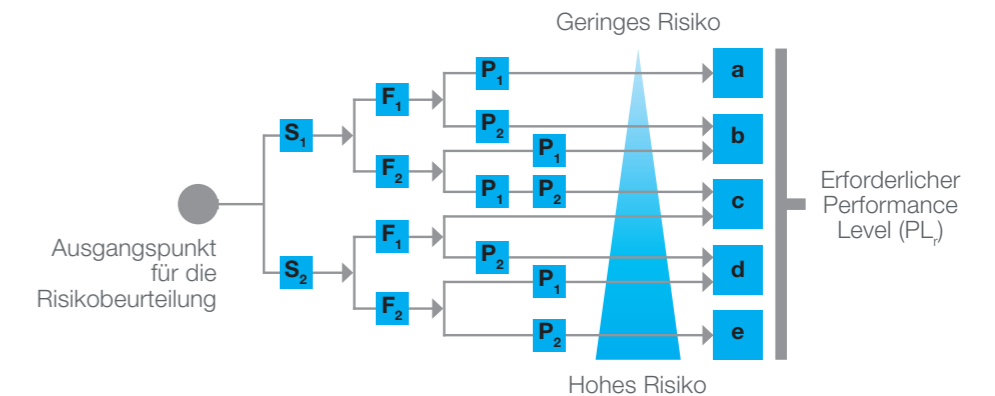 Geringes Risiko
P1
a
F1
P2
b
S1
P1
F2
P1 P2
c
Erforderlicher
Performance
Level (PLr)
Ausgangspunkt
für die
Risikobeurteilung
F1
P2
d
S2
P1
F2
P2
e
Hohes Risiko